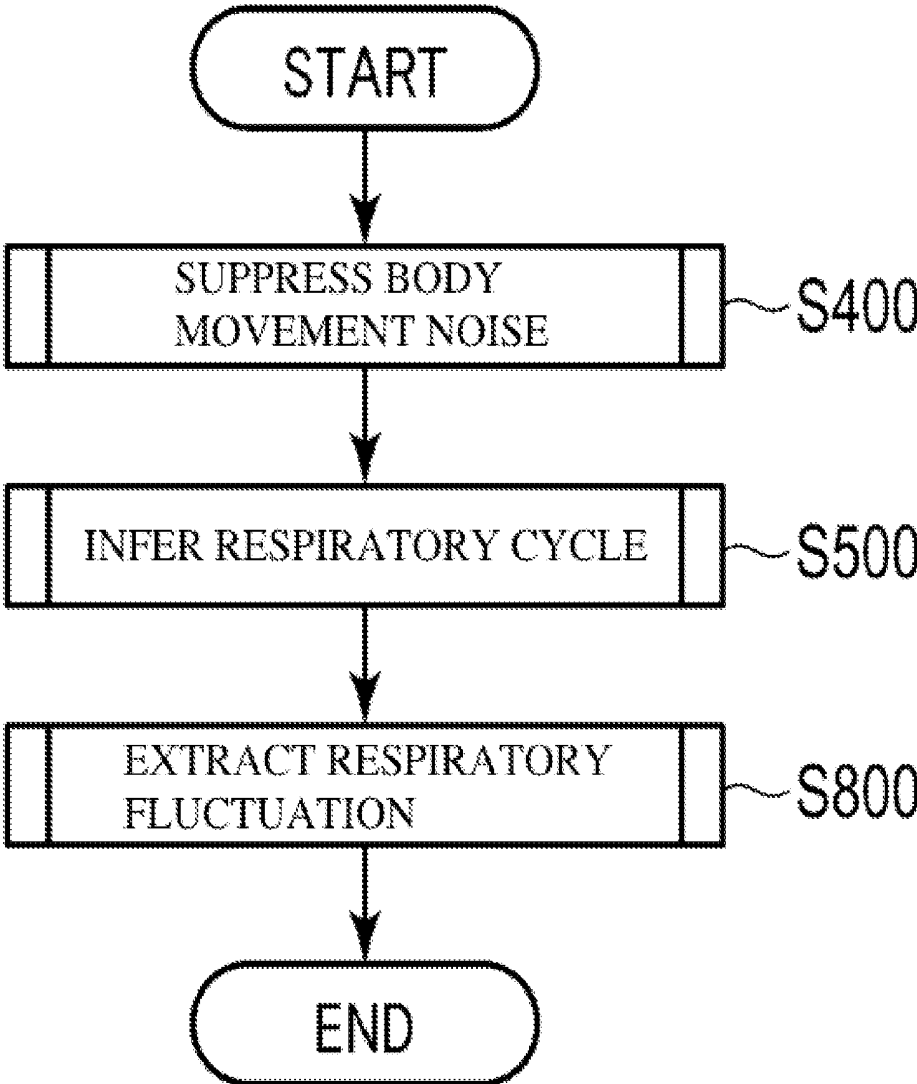 START
SUPPRESS BODY
MOVEMENT NOISE
S400
INFER RESPIRATORY CYCLE
S500
EXTRACT RESPIRATORY
FLUCTUATION
S800
END